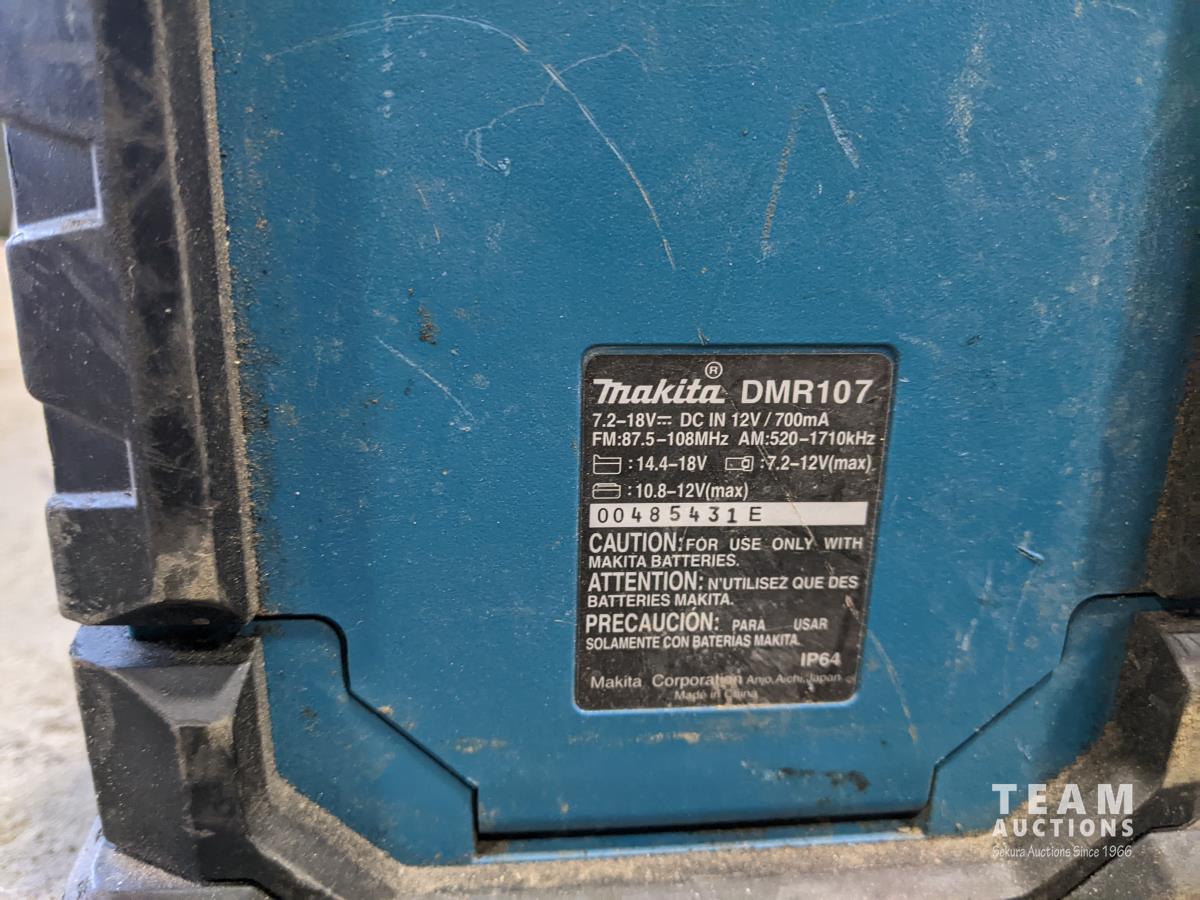 makita® DMR107
7.2–18V⎓ DC IN 12V / 700mA
FM:87.5–108MHz AM:520–1710kHz
:14.4–18V :7.2–12V(max)
:10.8–12V(max)
00485431E
CAUTION: FOR USE ONLY WITH
MAKITA BATTERIES.
ATTENTION: N'UTILISEZ QUE DES
BATTERIES MAKITA.
PRECAUCIÓN: PARA USAR
SOLAMENTE CON BATERÍAS MAKITA.
IP64
Makita Corporation Anjo, Aichi, Japan
Made in China
TEAM
AUCTIONS
Sekura Auctions Since 1966